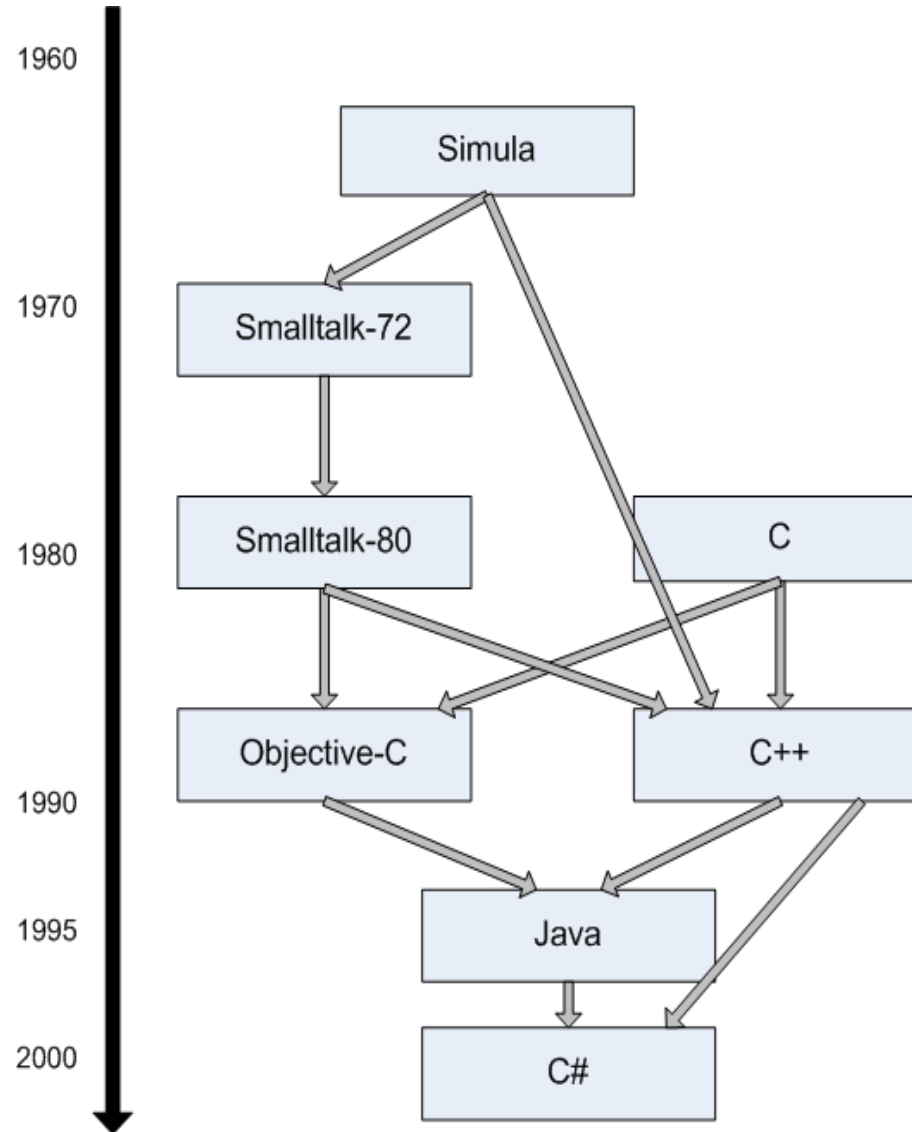 1960
Simula
1970
Smalltalk-72
Smalltalk-80
C
1980
Objective-C
C++
1990
Java
1995
C#
2000